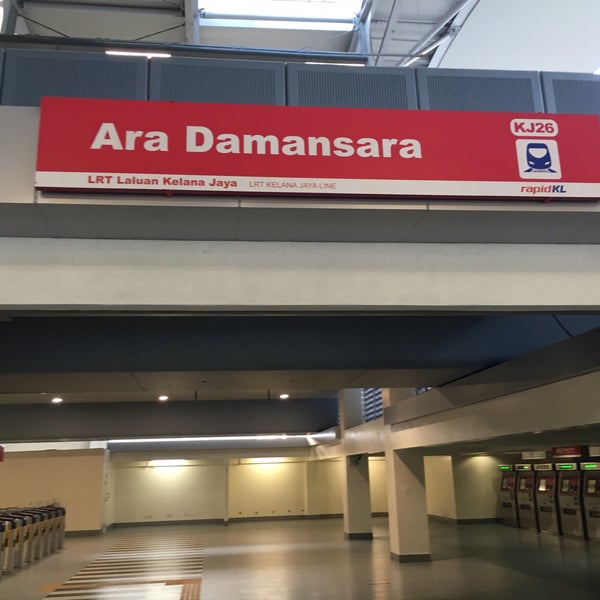 Ara Damansara
KJ26
LRT Laluan Kelana Jaya LRT KELANA JAYA LINE
rapidKL